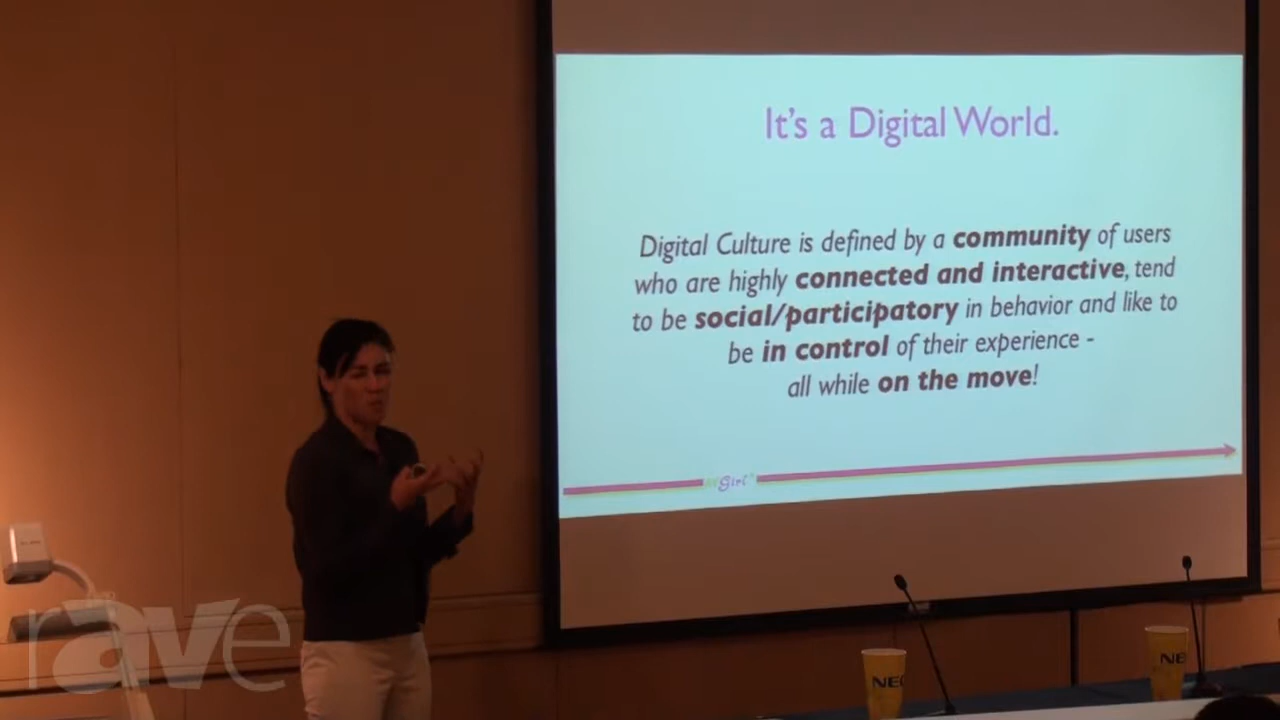 It's a Digital World.
Digital Culture is defined by a community of users
who are highly connected and interactive, tend
to be social/participatory in behavior and like to
be in control of their experience -
all while on the move!
Girl
rAVe
NEC
NE